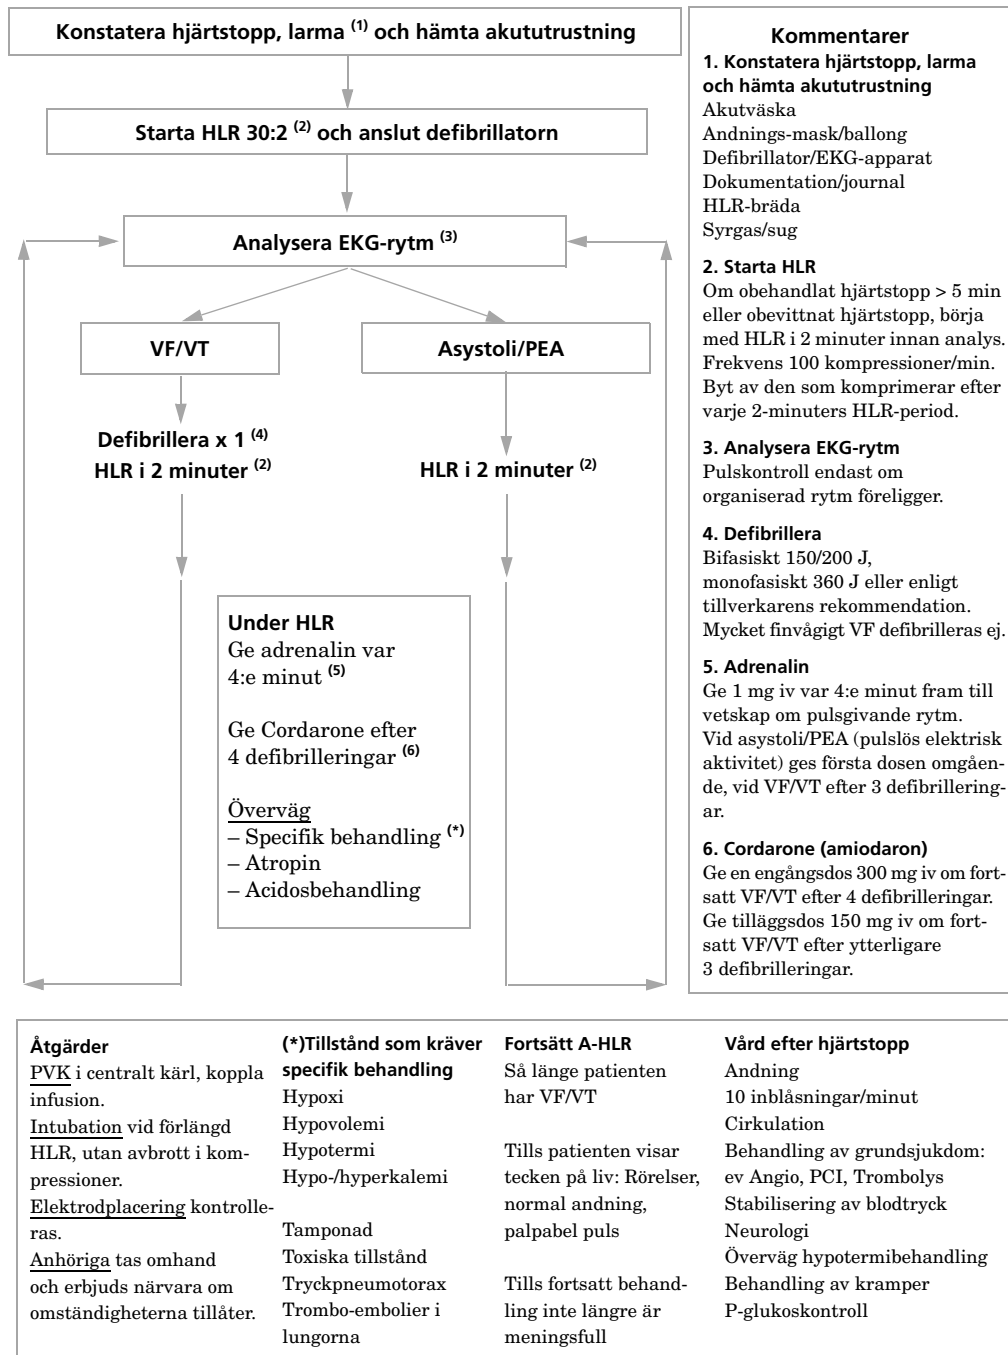 Konstatera hjärtstopp, larma (1) och hämta akututrustning
Starta HLR 30:2 (2) och anslut defibrillatorn
Analysera EKG-rytm (3)
VF/VT
Asystoli/PEA
Defibrillera x 1 (4)
HLR i 2 minuter (2)
HLR i 2 minuter (2)
Under HLR
Ge adrenalin var
4:e minut (5)
Ge Cordarone efter
4 defibrilleringar (6)
Överväg
– Specifik behandling (*)
– Atropin
– Acidosbehandling
Kommentarer
1. Konstatera hjärtstopp, larma
och hämta akututrustning
Akutväska
Andnings-mask/ballong
Defibrillator/EKG-apparat
Dokumentation/journal
HLR-bräda
Syrgas/sug
2. Starta HLR
Om obehandlat hjärtstopp > 5 min
eller obevittnat hjärtstopp, börja
med HLR i 2 minuter innan analys.
Frekvens 100 kompressioner/min.
Byt av den som komprimerar efter
varje 2-minuters HLR-period.
3. Analysera EKG-rytm
Pulskontroll endast om
organiserad rytm föreligger.
4. Defibrillera
Bifasiskt 150/200 J,
monofasiskt 360 J eller enligt
tillverkarens rekommendation.
Mycket finvågigt VF defibrilleras ej.
5. Adrenalin
Ge 1 mg iv var 4:e minut fram till
vetskap om pulsgivande rytm.
Vid asystoli/PEA (pulslös elektrisk
aktivitet) ges första dosen omgåen-
de, vid VF/VT efter 3 defibrillering-
ar.
6. Cordarone (amiodaron)
Ge en engångsdos 300 mg iv om fort-
satt VF/VT efter 4 defibrilleringar.
Ge tilläggsdos 150 mg iv om fort-
satt VF/VT efter ytterligare
3 defibrilleringar.
Åtgärder
PVK i centralt kärl, koppla
infusion.
Intubation vid förlängd
HLR, utan avbrott i kom-
pressioner.
Elektrodplacering kontrolle-
ras.
Anhöriga tas omhand
och erbjuds närvara om
omständigheterna tillåter.
(*)Tillstånd som kräver
specifik behandling
Hypoxi
Hypovolemi
Hypotermi
Hypo-/hyperkalemi
Tamponad
Toxiska tillstånd
Tryckpneumotorax
Trombo-embolier i
lungorna
Fortsätt A-HLR
Så länge patienten
har VF/VT
Tills patienten visar
tecken på liv: Rörelser,
normal andning,
palpabel puls
Tills fortsatt behand-
ling inte längre är
meningsfull
Vård efter hjärtstopp
Andning
10 inblåsningar/minut
Cirkulation
Behandling av grundsjukdom:
ev Angio, PCI, Trombolys
Stabilisering av blodtryck
Neurologi
Överväg hypotermibehandling
Behandling av kramper
P-glukoskontroll